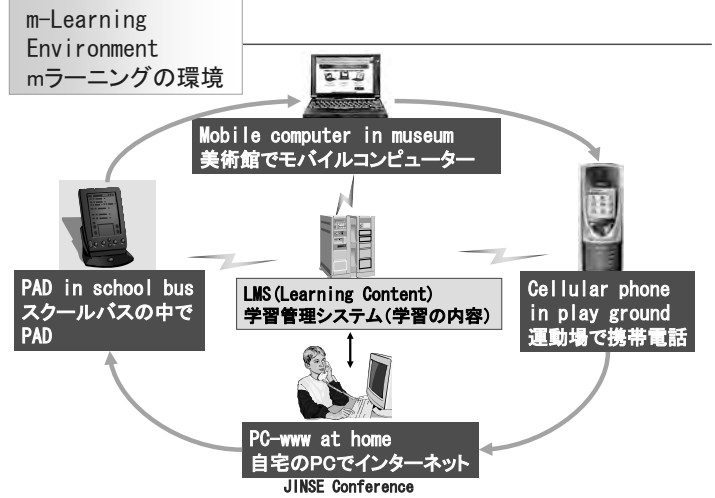 m-Learning
Environment
mラーニングの環境
Mobile computer in museum
美術館でモバイルコンピューター
PAD in school bus
スクールバスの中で
PAD
LMS(Learning Content)
学習管理システム(学習の内容)
Cellular phone
in play ground
運動場で携帯電話
PC-www at home
自宅のPCでインターネット
JINSE Conference